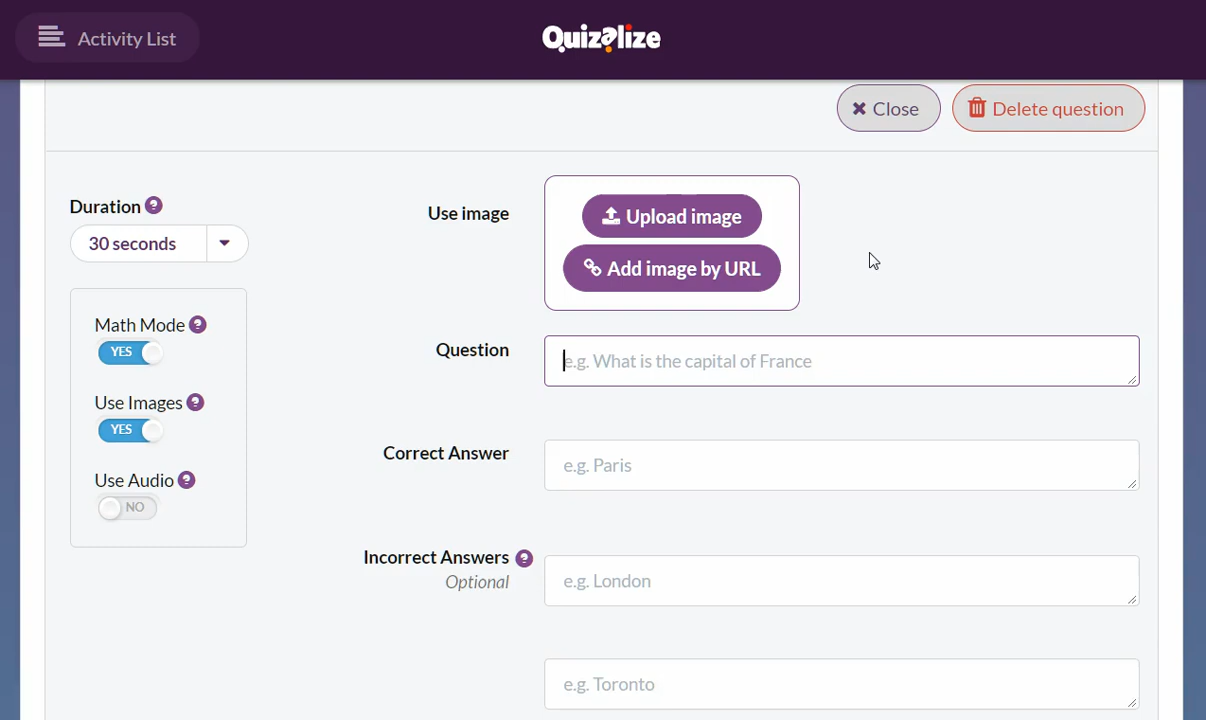 Activity List
Quizalize
Close
Delete question
Duration ?
30 seconds
Use image
Upload image
Add image by URL
Math Mode ?
YES
Use Images ?
YES
Use Audio ?
NO
Question
e.g. What is the capital of France
Correct Answer
e.g. Paris
Incorrect Answers ?
Optional
e.g. London
e.g. Toronto